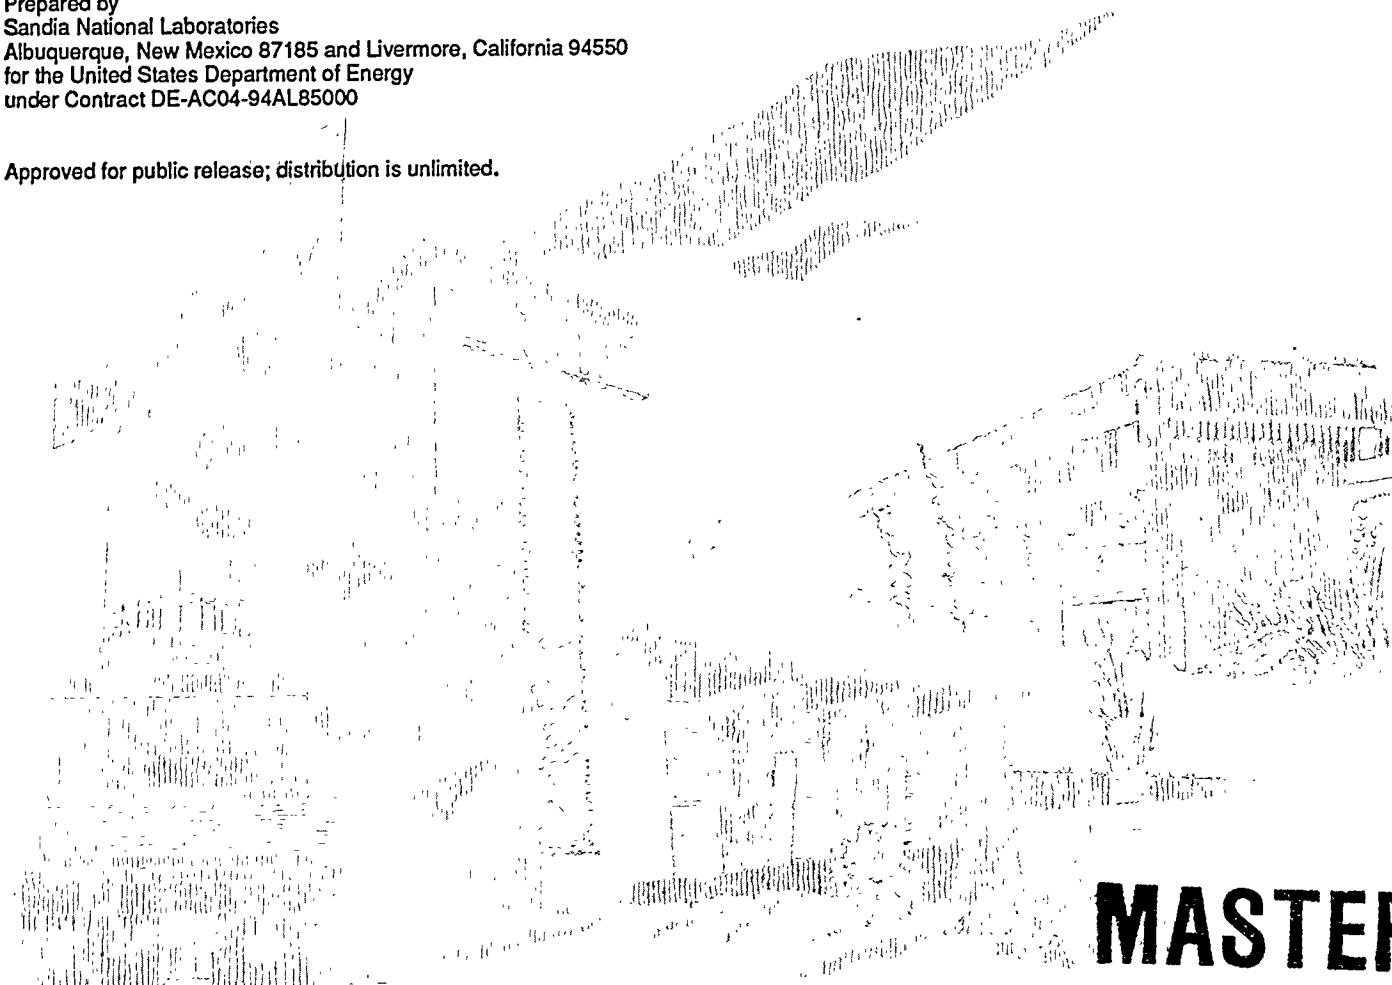 Prepared by
Sandia National Laboratories
Albuquerque, New Mexico 87185 and Livermore, California 94550
for the United States Department of Energy
under Contract DE-AC04-94AL85000
Approved for public release; distribution is unlimited.
MASTER